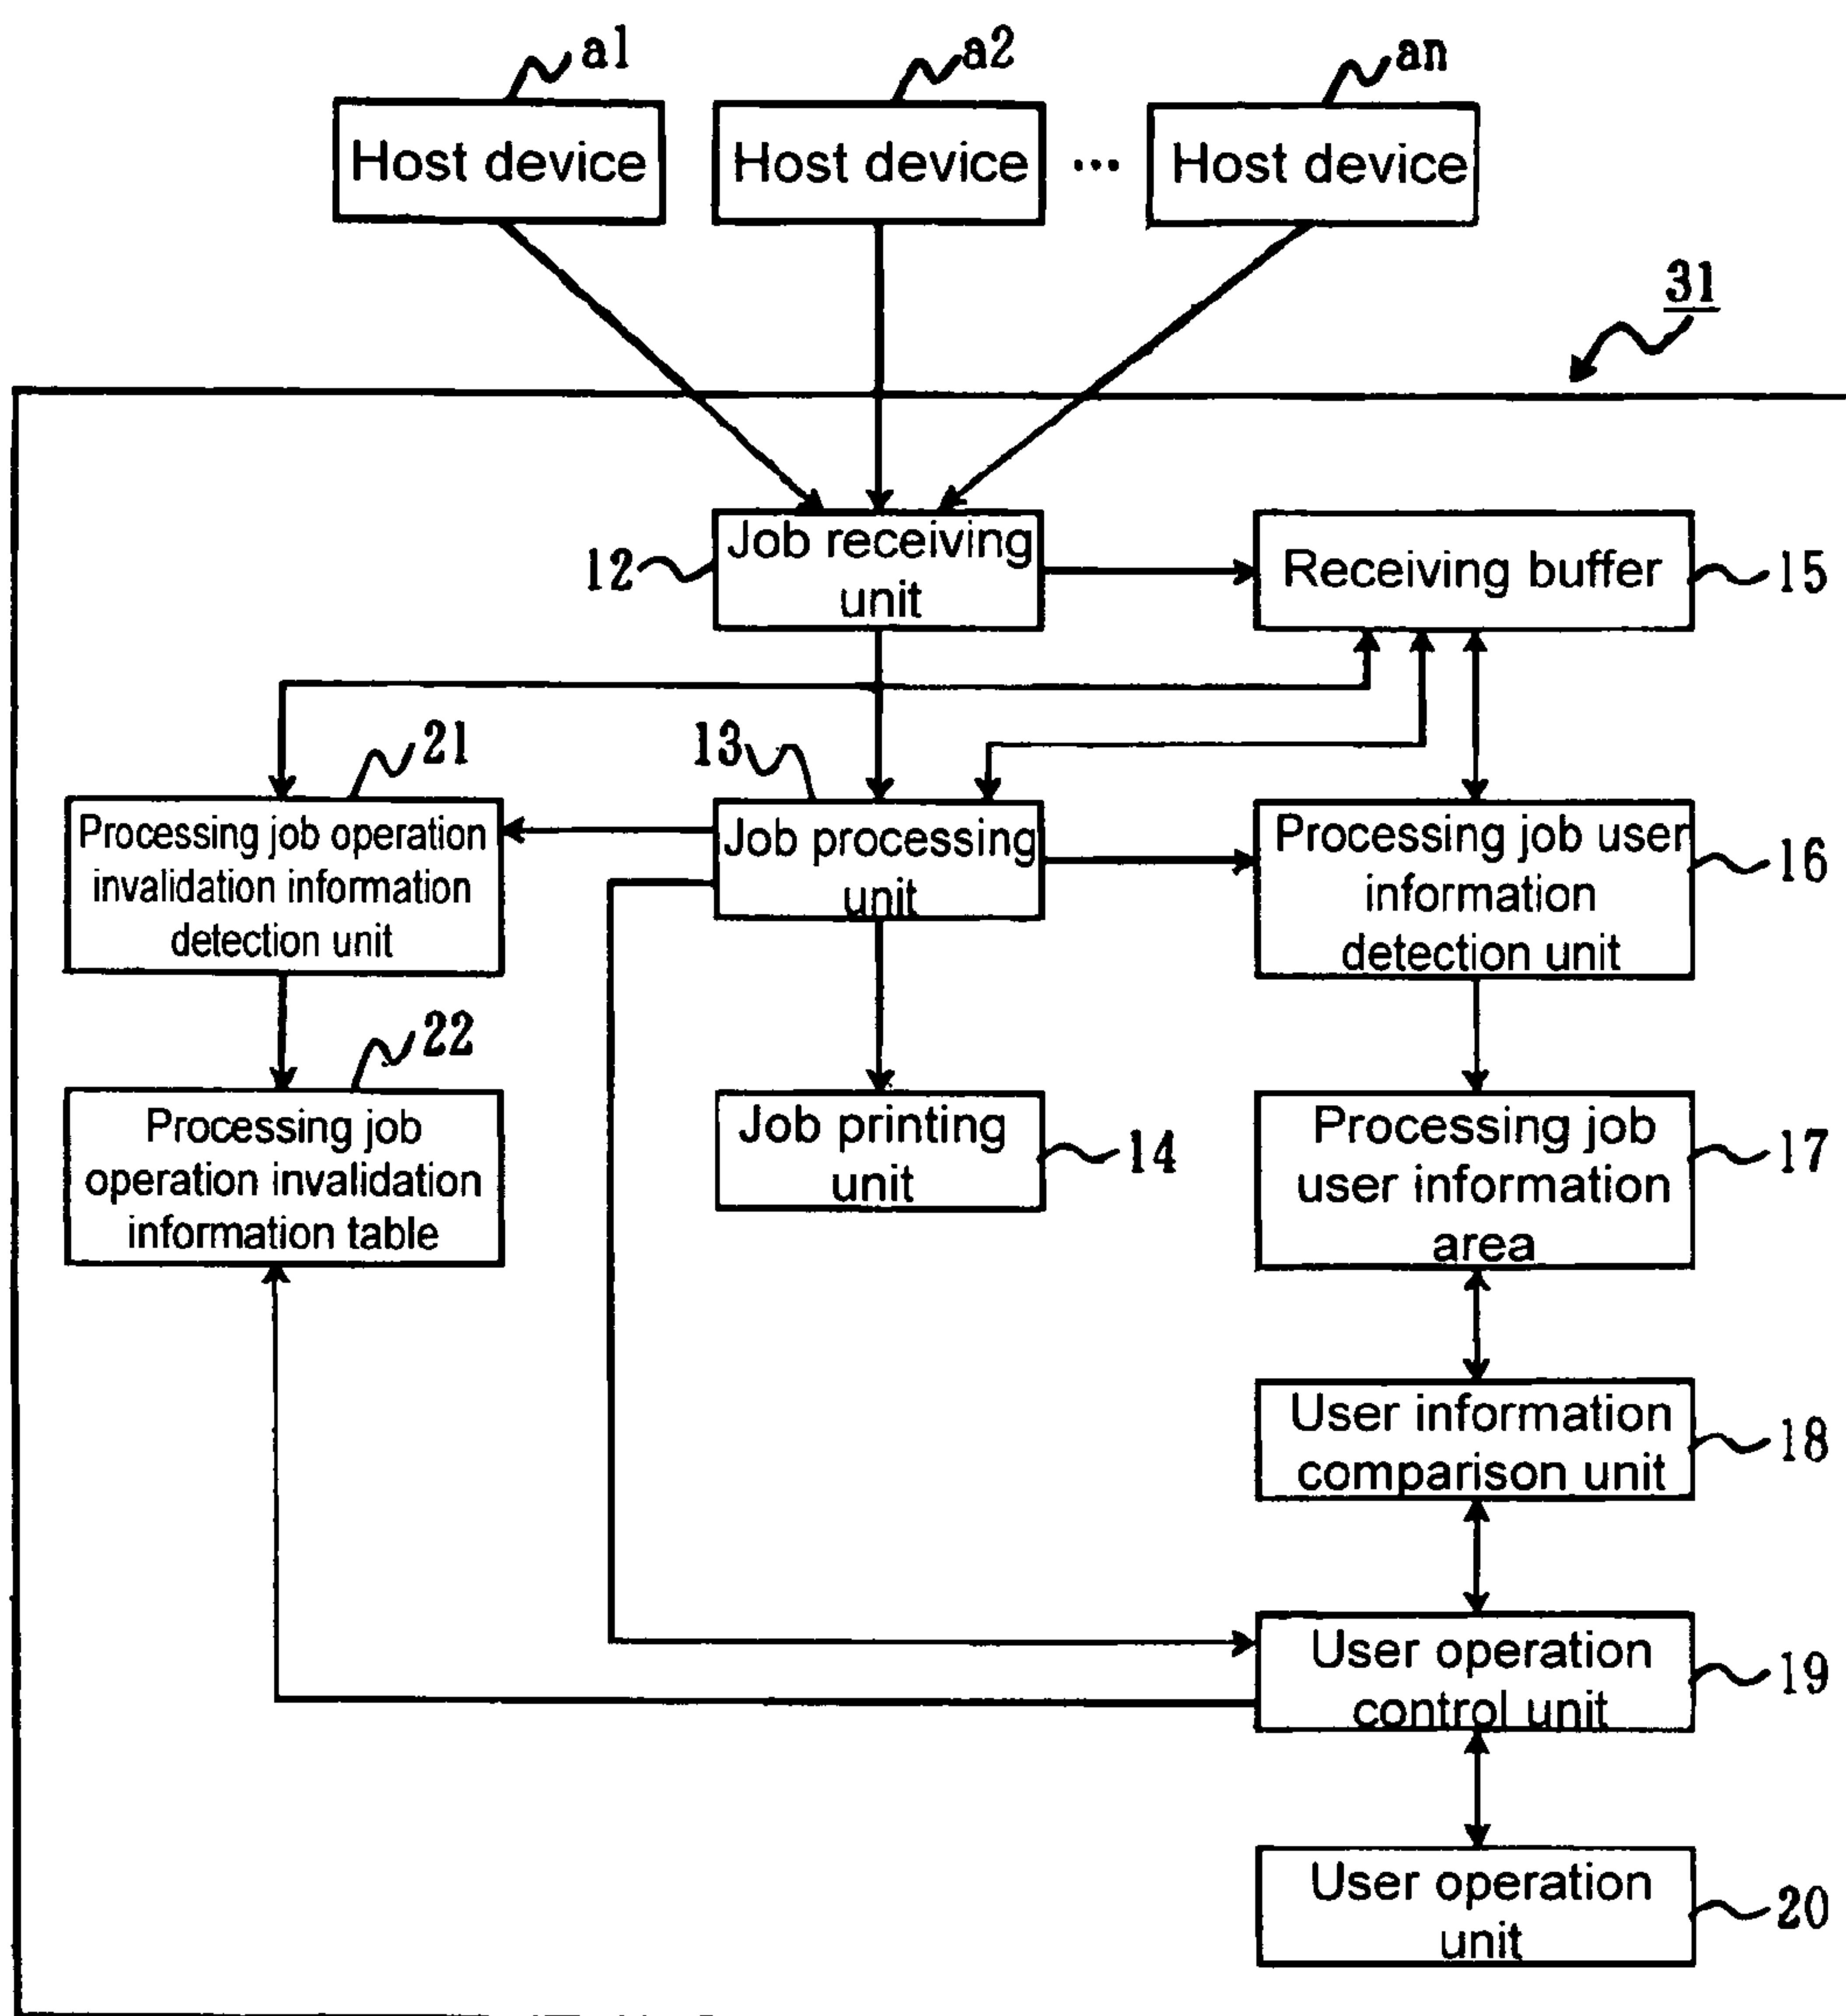 a1
a2
an
Host device
Host device
...
Host device
31
Job receiving
unit
12
Receiving buffer
15
21
13
Processing job operation
invalidation information
detection unit
Job processing
unit
Processing job user
information
detection unit
16
22
Processing job
operation invalidation
information table
Job printing
unit
14
Processing job
user information
area
17
User information
comparison unit
18
User operation
control unit
19
User operation
unit
20